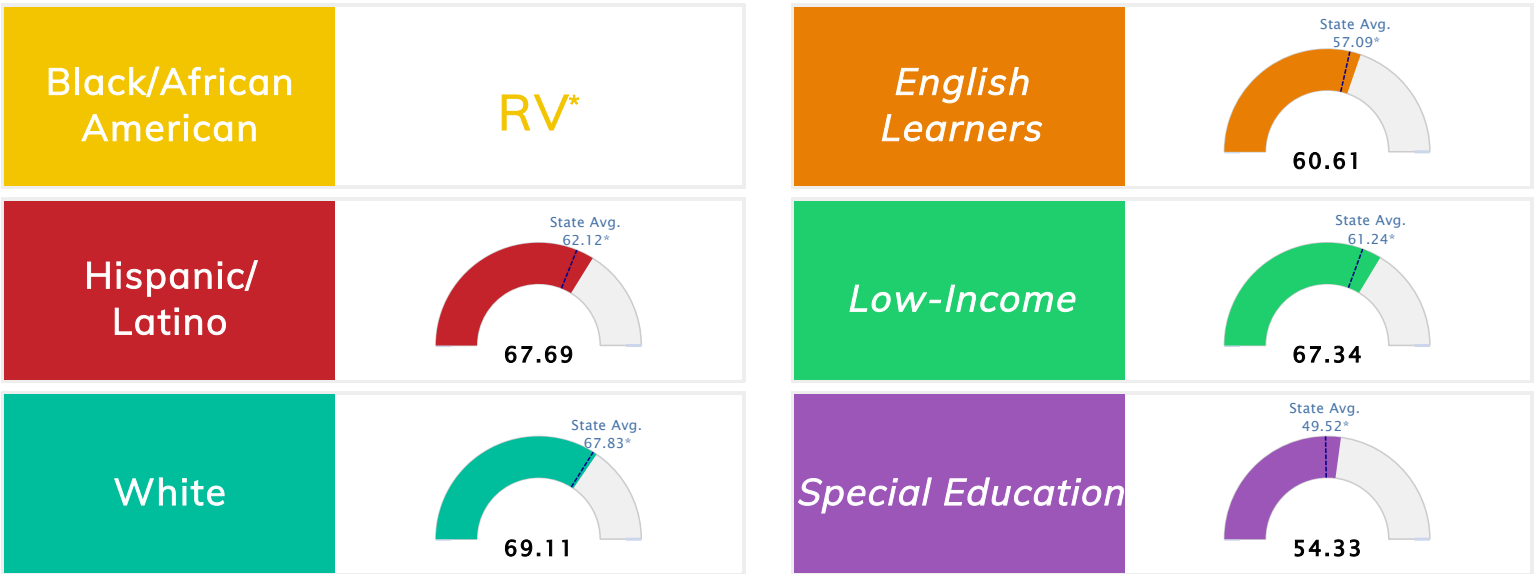 Black/African
American
RV*
English
Learners
State Avg.
57.09*
60.61
Hispanic/
Latino
State Avg.
62.12*
67.69
Low-Income
State Avg.
61.24*
67.34
White
State Avg.
67.83*
69.11
Special Education
State Avg.
49.52*
54.33